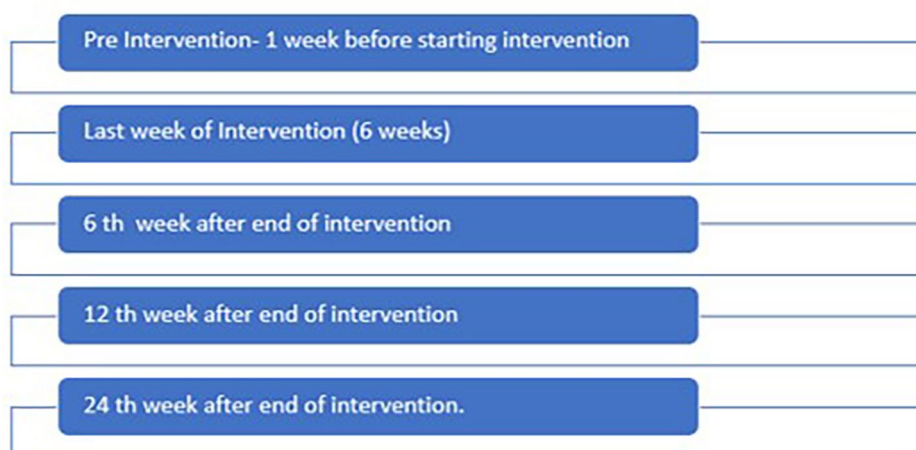 Pre Intervention- 1 week before starting intervention
Last week of Intervention (6 weeks)
6 th week after end of intervention
12 th week after end of intervention
24 th week after end of intervention.